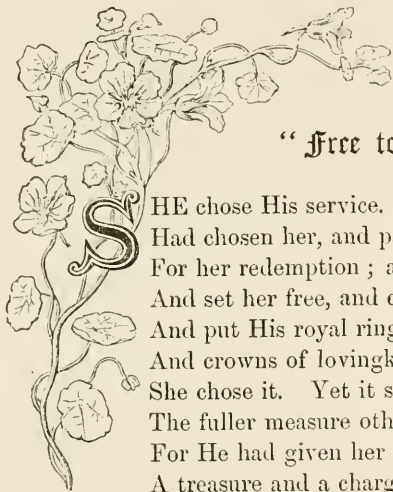 “ Free to
SHE chose His service.
Had chosen her, and p
For her redemption ; a
And set her free, and c
And put His royal ring
And crowns of lovingk
She chose it. Yet it s
The fuller measure oth
For He had given her
A treasure and a charg